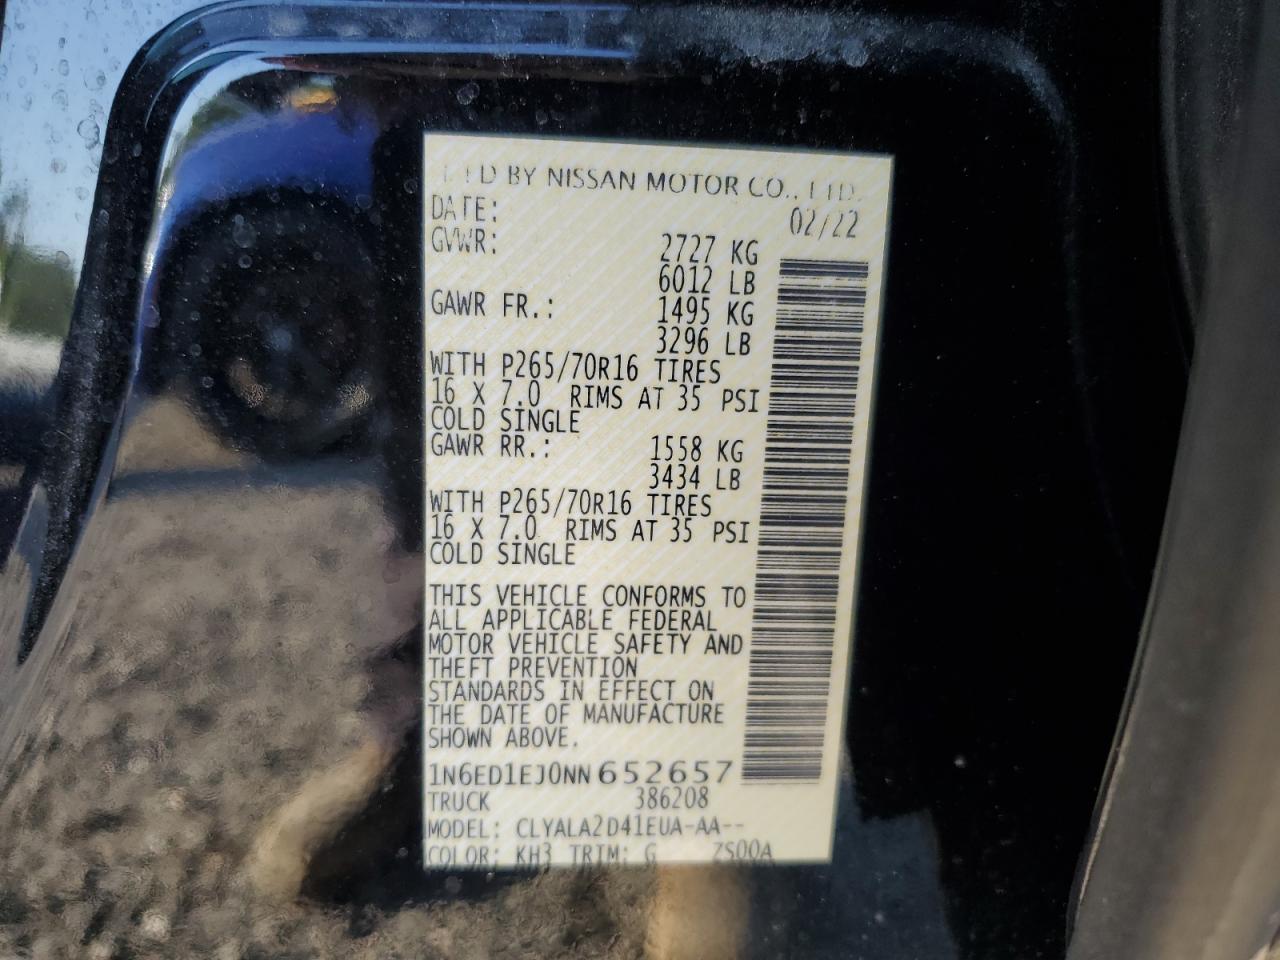 BY NISSAN MOTOR CO., LTD.
DATE: 02/22
GVWR: 2727 KG
6012 LB
GAWR FR.: 1495 KG
3296 LB
WITH P265/70R16 TIRES
16 X 7.0 RIMS AT 35 PSI
COLD SINGLE
GAWR RR.: 1558 KG
3434 LB
WITH P265/70R16 TIRES
16 X 7.0 RIMS AT 35 PSI
COLD SINGLE
THIS VEHICLE CONFORMS TO
ALL APPLICABLE FEDERAL
MOTOR VEHICLE SAFETY AND
THEFT PREVENTION
STANDARDS IN EFFECT ON
THE DATE OF MANUFACTURE
SHOWN ABOVE.
1N6ED1EJ0NN652657
TRUCK 386208
MODEL: CLYALA2D41EUA-AA--
COLOR: KH3 TRIM: G ZS00A